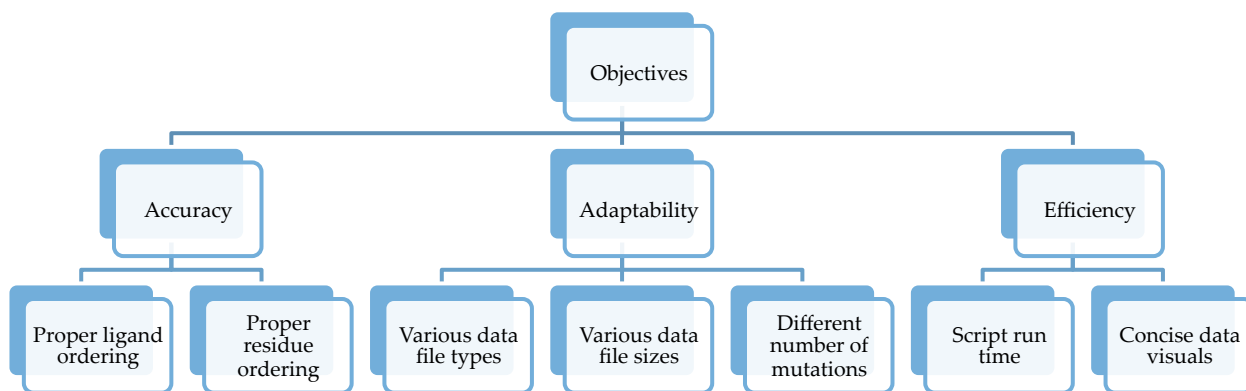 Objectives
Accuracy
Adaptability
Efficiency
Proper ligand
ordering
Proper
residue
ordering
Various data
file types
Various data
file sizes
Different
number of
mutations
Script run
time
Concise data
visuals